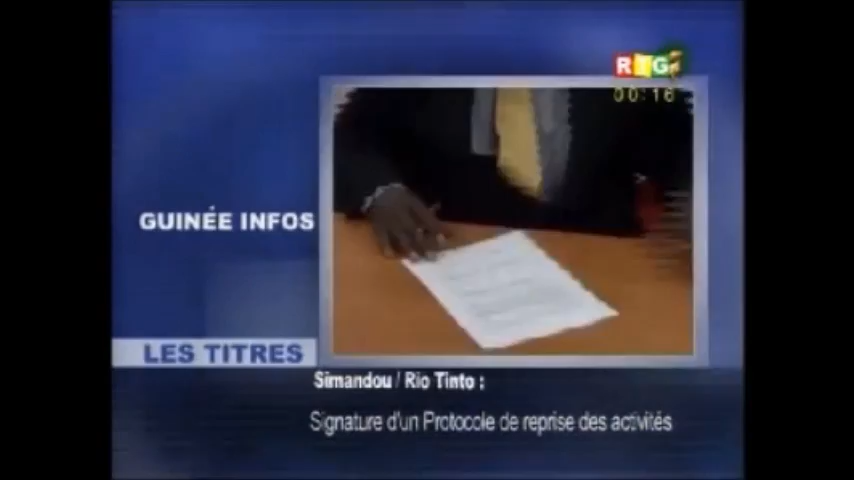 RTG
00:16
GUINÉE INFOS
LES TITRES
Simandou / Rio Tinto :
Signature d'un Protocole de reprise des activités